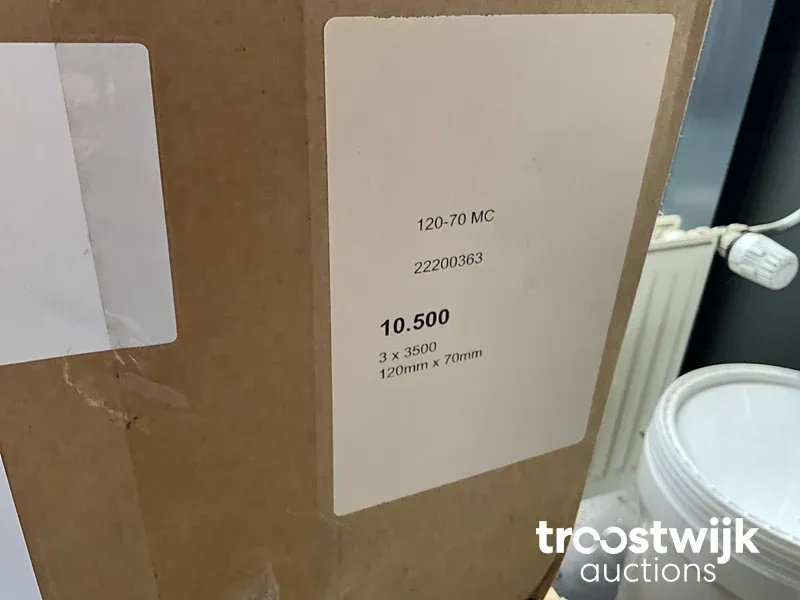 120-70 MC
22200363
10.500
3 x 3500
120mm x 70mm
troostwijk
auctions